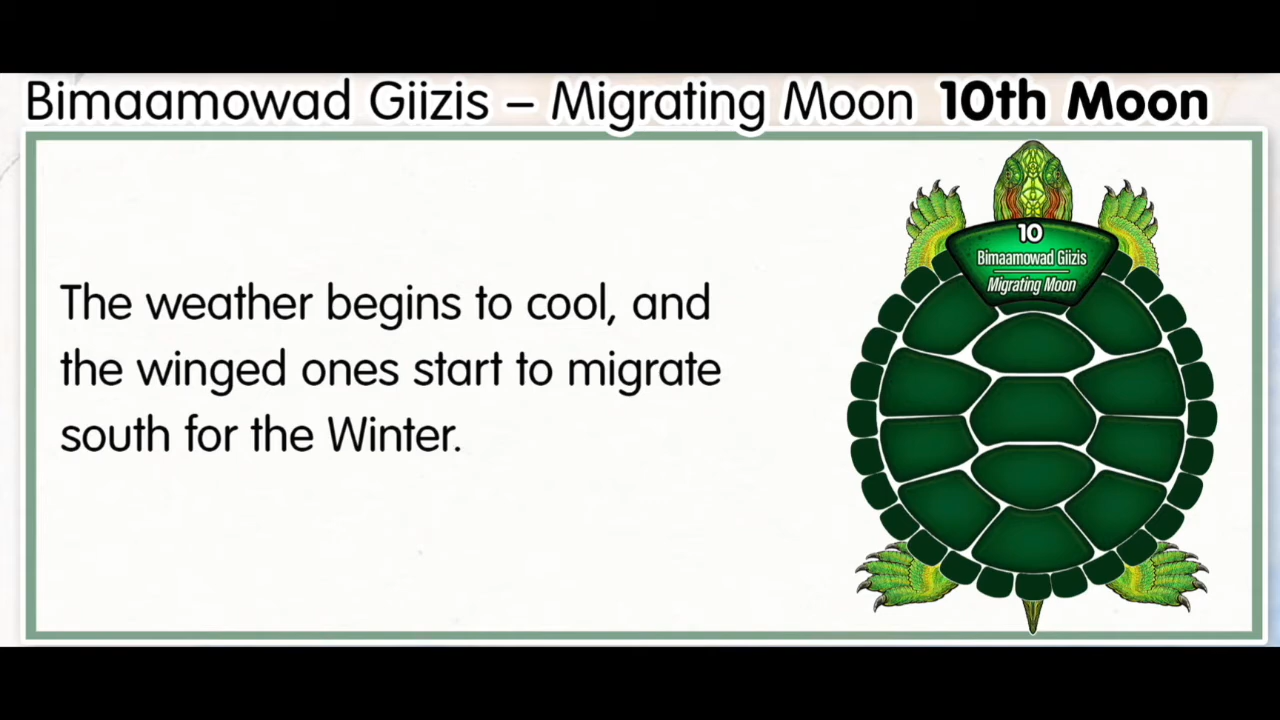 Bimaamowad Giizis – Migrating Moon 10th Moon
The weather begins to cool, and
the winged ones start to migrate
south for the Winter.
10
Bimaamowad Giizis
Migrating Moon